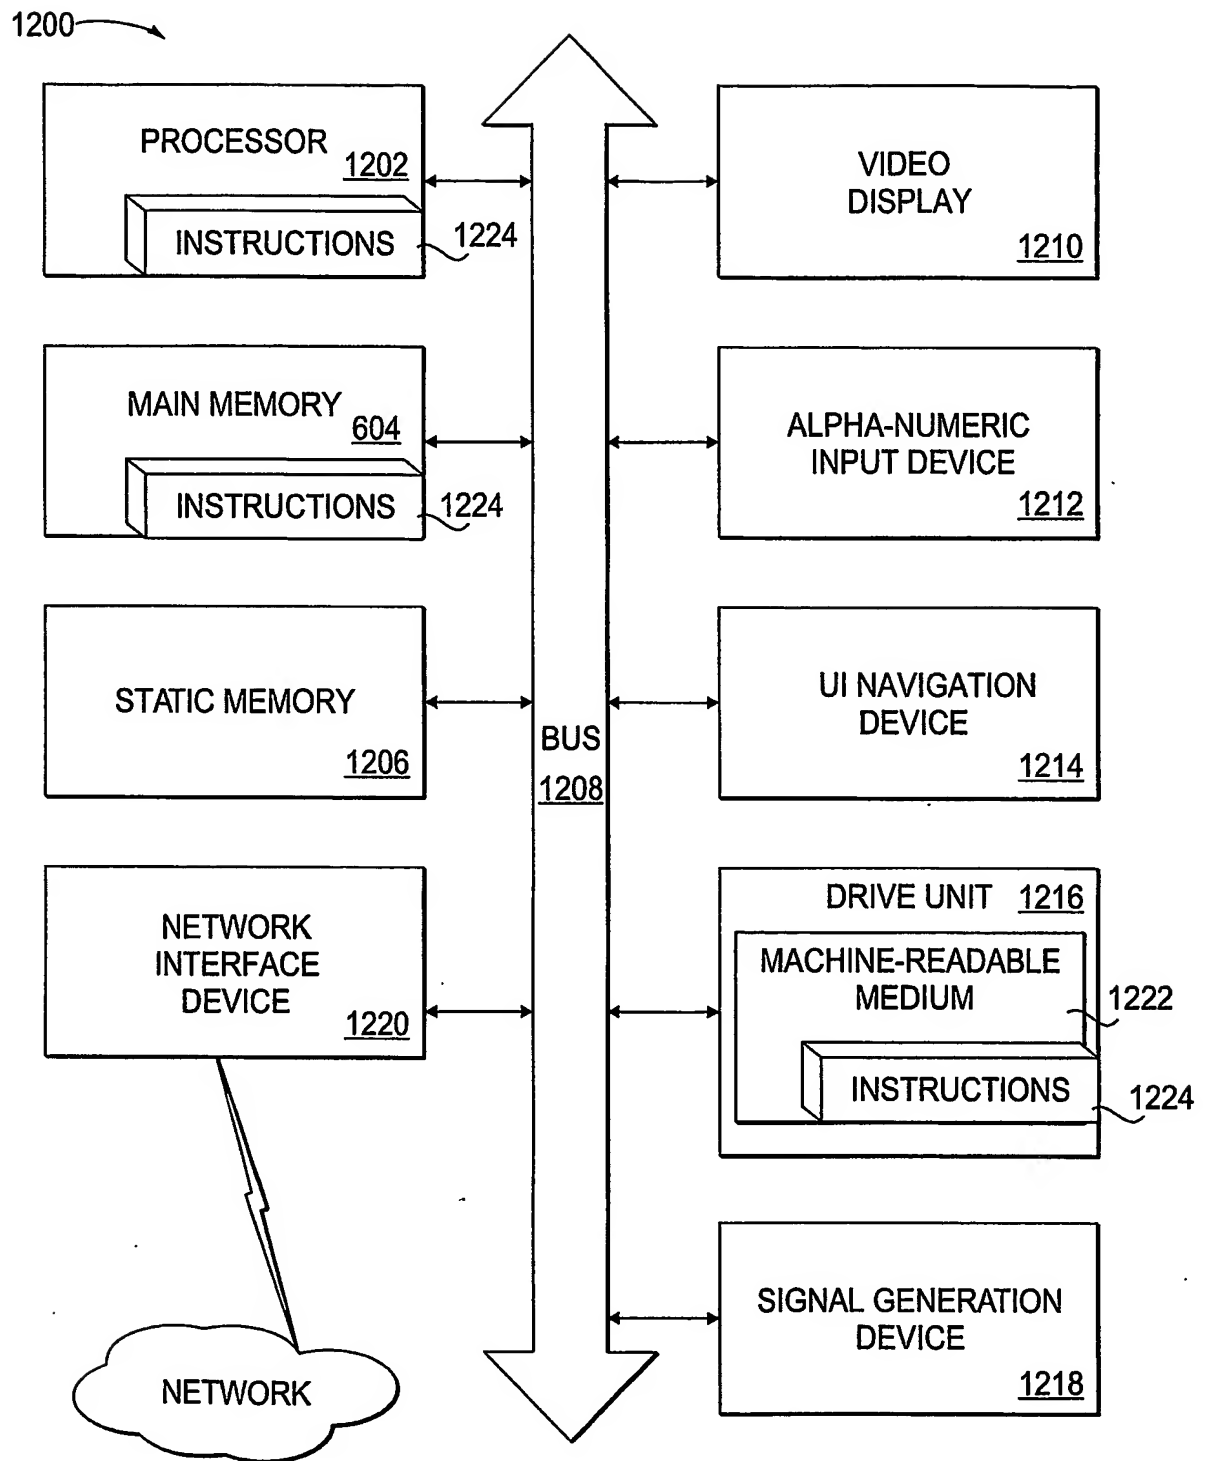 1200
PROCESSOR
1202
INSTRUCTIONS
1224
MAIN MEMORY
604
INSTRUCTIONS
1224
STATIC MEMORY
1206
NETWORK
INTERFACE
DEVICE
1220
NETWORK
BUS
1208
VIDEO
DISPLAY
1210
ALPHA-NUMERIC
INPUT DEVICE
1212
UI NAVIGATION
DEVICE
1214
DRIVE UNIT 1216
MACHINE-READABLE
MEDIUM
1222
INSTRUCTIONS
1224
SIGNAL GENERATION
DEVICE
1218